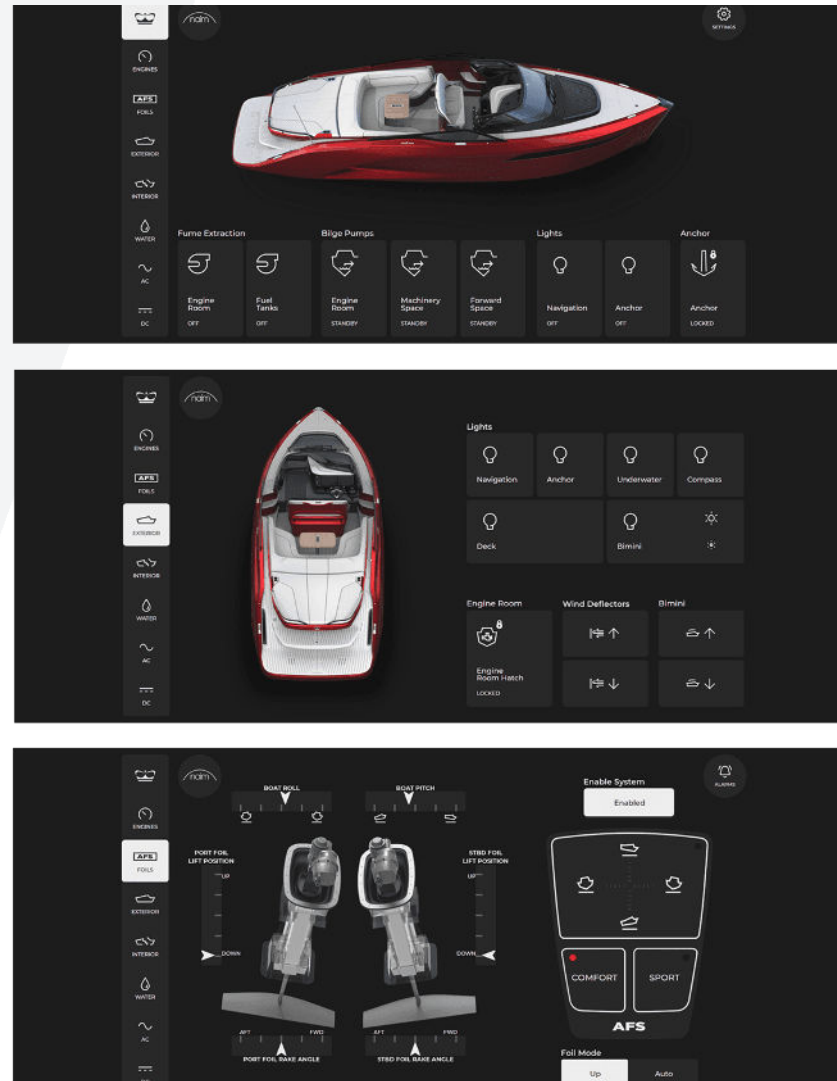 naim
SETTINGS
ENGINES
AFS
FOILS
EXTERIOR
INTERIOR
WATER
AC
DC
Fume Extraction
Bilge Pumps
Lights
Anchor
Engine
Room
OFF
Fuel
Tanks
OFF
Engine
Room
STANDBY
Machinery
Space
STANDBY
Forward
Space
STANDBY
Navigation
OFF
Anchor
OFF
Anchor
LOCKED
naim
ENGINES
AFS
FOILS
EXTERIOR
INTERIOR
WATER
AC
DC
Lights
Navigation
Anchor
Underwater
Compass
Deck
Bimini
Engine Room
Wind Deflectors
Bimini
Engine
Room Hatch
LOCKED
naim
ENGINES
AFS
FOILS
EXTERIOR
INTERIOR
WATER
AC
DC
BOAT ROLL
BOAT PITCH
PORT FOIL
LIFT POSITION
UP
DOWN
STBD FOIL
LIFT POSITION
UP
DOWN
AFT
FWD
PORT FOIL RAKE ANGLE
AFT
FWD
STBD FOIL RAKE ANGLE
Enable System
Enabled
ALARMS
COMFORT
SPORT
AFS
Foil Mode
Up
Auto